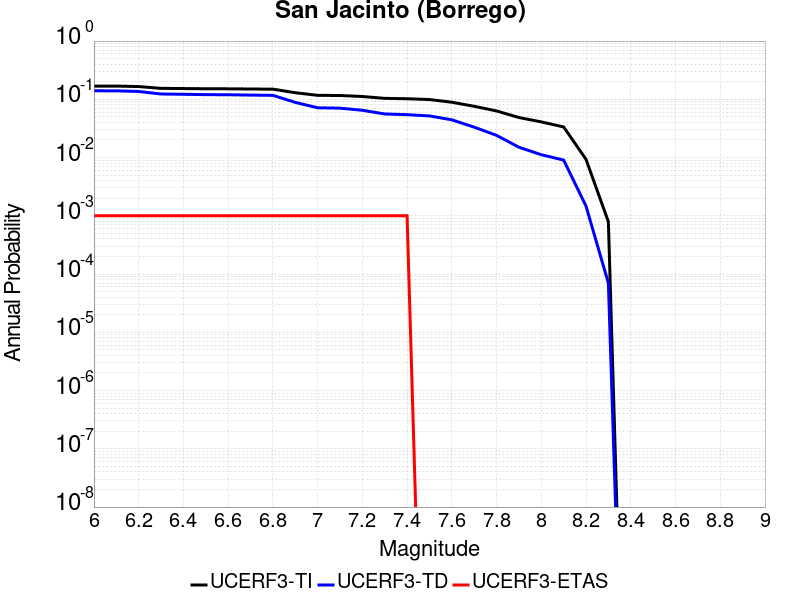 San Jacinto (Borrego)
10^0
10^-1
10^-2
10^-3
10^-4
10^-5
10^-6
10^-7
10^-8
Annual Probability
6 6.2 6.4 6.6 6.8 7 7.2 7.4 7.6 7.8 8 8.2 8.4 8.6 8.8 9
Magnitude
UCERF3-TI UCERF3-TD UCERF3-ETAS